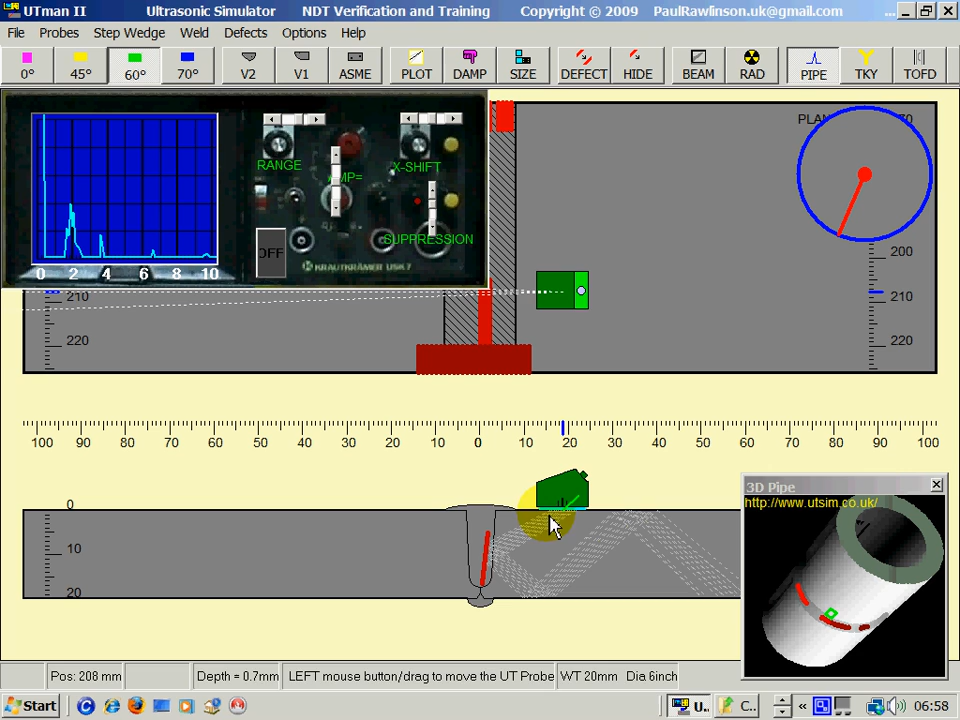 UTman II Ultrasonic Simulator NDT Verification and Training Copyright © 2009 PaulRawlinson.uk@gmail.com ...
File Probes Step Wedge Weld Defects Options Help
0° 45° 60° 70° V2 V1 ASME PLOT DAMP SIZE DEFECT HIDE BEAM RAD PIPE TKY TOFD
PLAN 70
RANGE X-SHIFT
MP=
SUPPRESSION
OFF
KRAUTKRÄMER USK7
0 2 4 6 8 10
200
210 210
220 220
100 90 80 70 60 50 40 30 20 10 0 10 20 30 40 50 60 70 80 90 100
0
10
20
3D Pipe
http://www.utsim.co.uk/
Pos: 208 mm Depth = 0.7mm LEFT mouse button/drag to move the UT Probe WT 20mm Dia6inch
Start U.. C... « 06:58